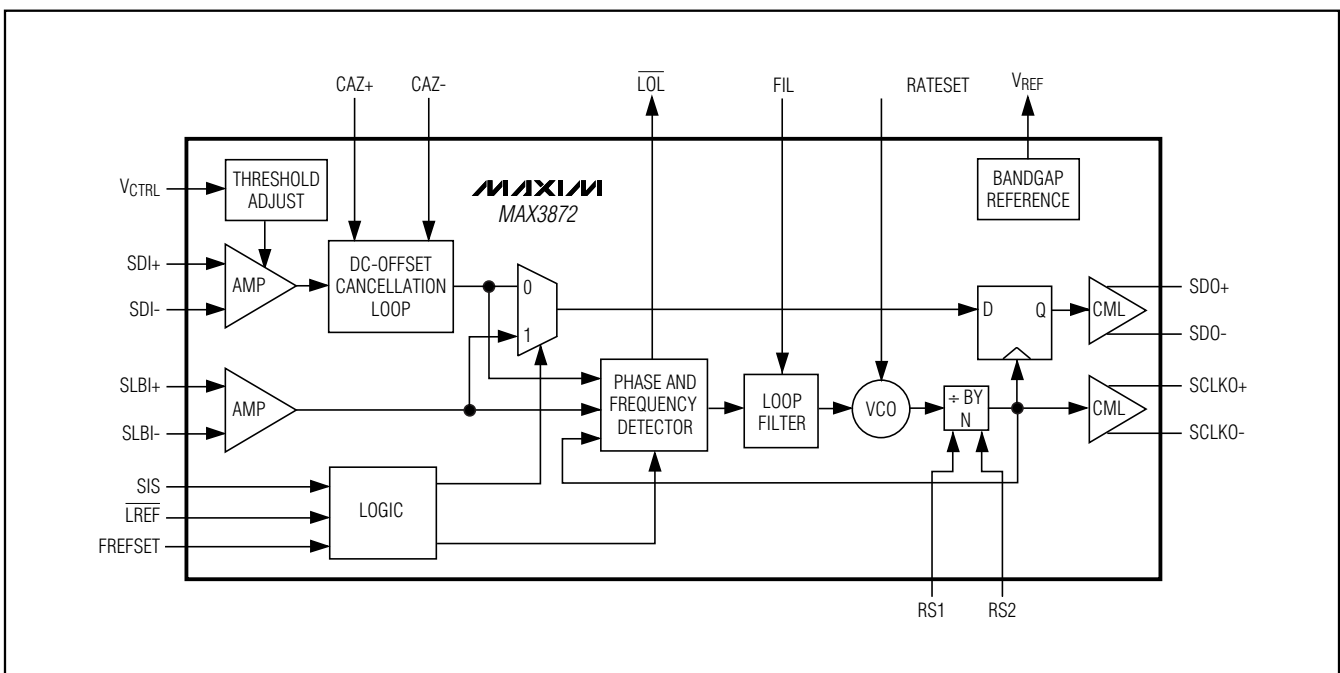 CAZ+
CAZ-
LOL
FIL
RATESET
VREF
VCTRL
THRESHOLD
ADJUST
MAXIM
MAX3872
BANDGAP
REFERENCE
SDI+
SDI-
AMP
DC-OFFSET
CANCELLATION
LOOP
0
1
D
Q
CML
SDO+
SDO-
SLBI+
SLBI-
AMP
PHASE AND
FREQUENCY
DETECTOR
LOOP
FILTER
VCO
÷ BY
N
CML
SCLKO+
SCLKO-
SIS
LREF
FREFSET
LOGIC
RS1
RS2